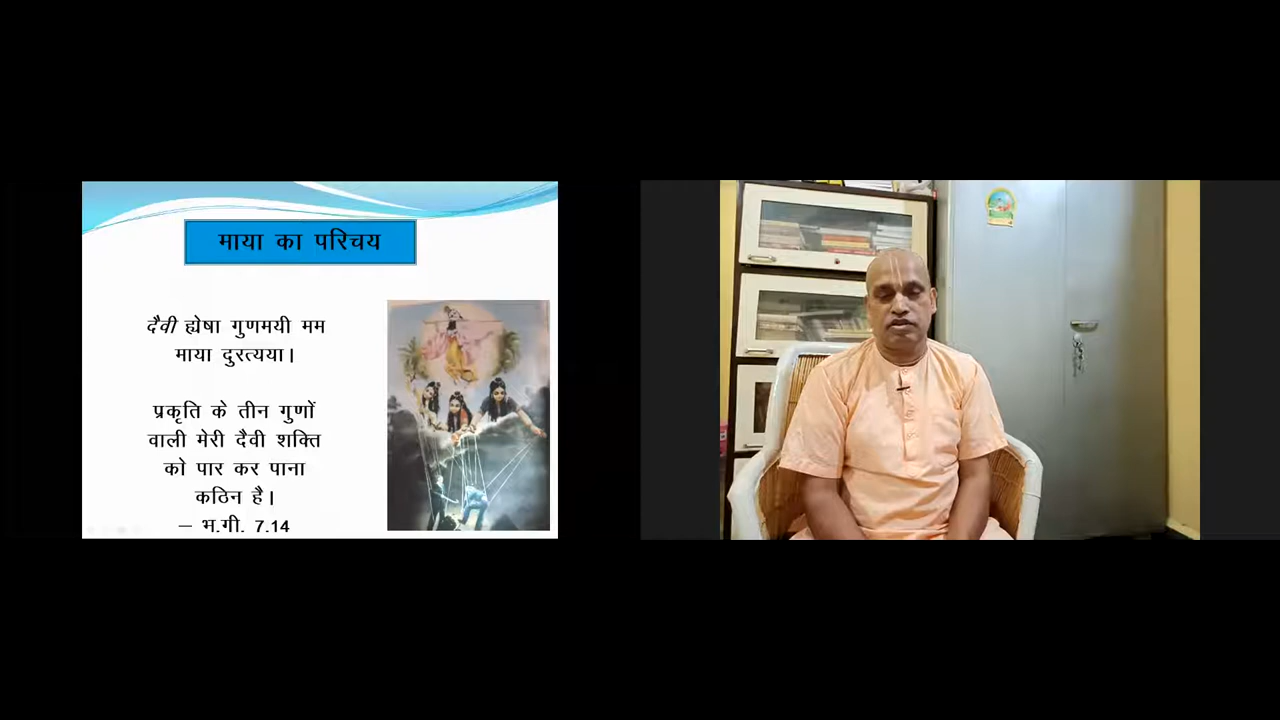 माया का परिचय
दैवी ह्येषा गुणमयी मम
माया दुरत्यया।
प्रकृति के तीन गुणों
वाली मेरी दैवी शक्ति
को पार कर पाना
कठिन है।
– भ.गी. 7.14